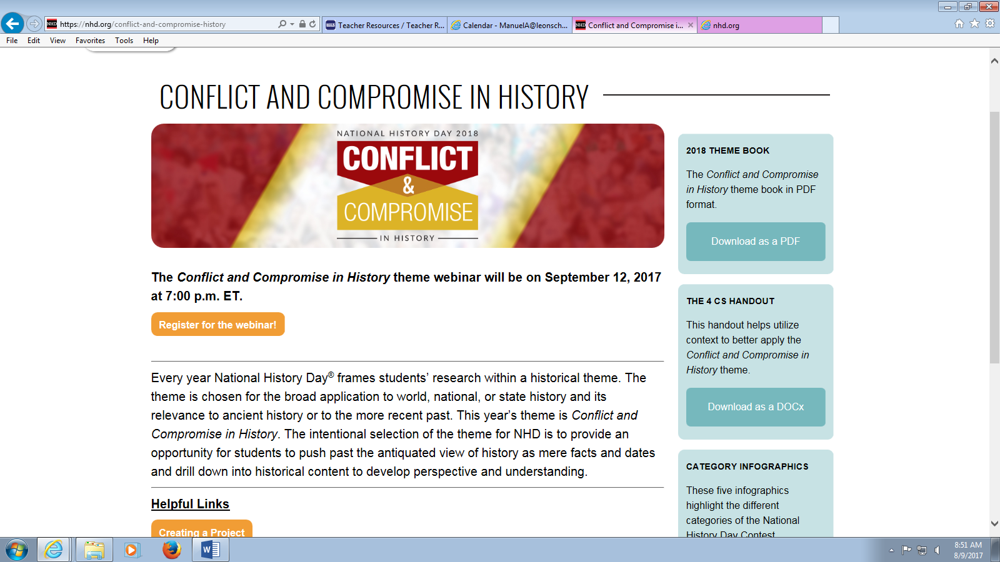 https://nhd.org/conflict-and-compromise-history
Teacher Resources / Teacher R...
Calendar - ManuelA@leonsch...
Conflict and Compromise i...
nhd.org
File Edit View Favorites Tools Help
CONFLICT AND COMPROMISE IN HISTORY
NATIONAL HISTORY DAY 2018
CONFLICT
&
COMPROMISE
IN HISTORY
The Conflict and Compromise in History theme webinar will be on September 12, 2017
at 7:00 p.m. ET.
Register for the webinar!
Every year National History Day® frames students’ research within a historical theme. The
theme is chosen for the broad application to world, national, or state history and its
relevance to ancient history or to the more recent past. This year’s theme is Conflict and
Compromise in History. The intentional selection of the theme for NHD is to provide an
opportunity for students to push past the antiquated view of history as mere facts and dates
and drill down into historical content to develop perspective and understanding.
Helpful Links
Creating a Project
2018 THEME BOOK
The Conflict and Compromise
in History theme book in PDF
format.
Download as a PDF
THE 4 CS HANDOUT
This handout helps utilize
context to better apply the
Conflict and Compromise in
History theme.
Download as a DOCx
CATEGORY INFOGRAPHICS
These five infographics
highlight the different
categories of the National
History Day Contest
8:51 AM
8/9/2017